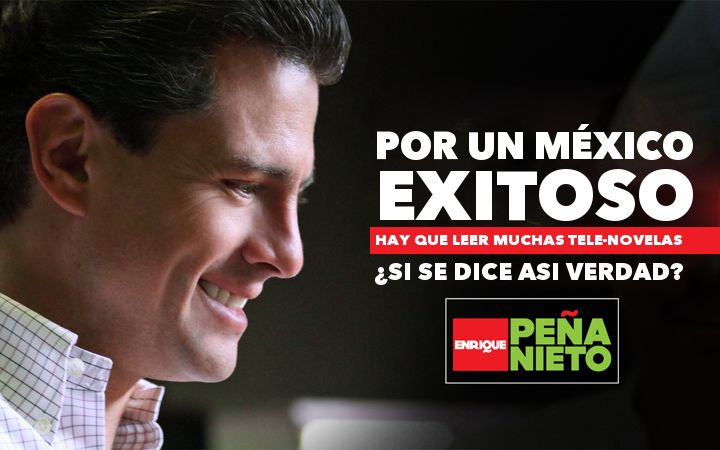 POR UN MÉXICO
EXITOSO
HAY QUE LEER MUCHAS TELE-NOVELAS
¿SI SE DICE ASI VERDAD?
ENRIQUE
PEÑA
NIETO